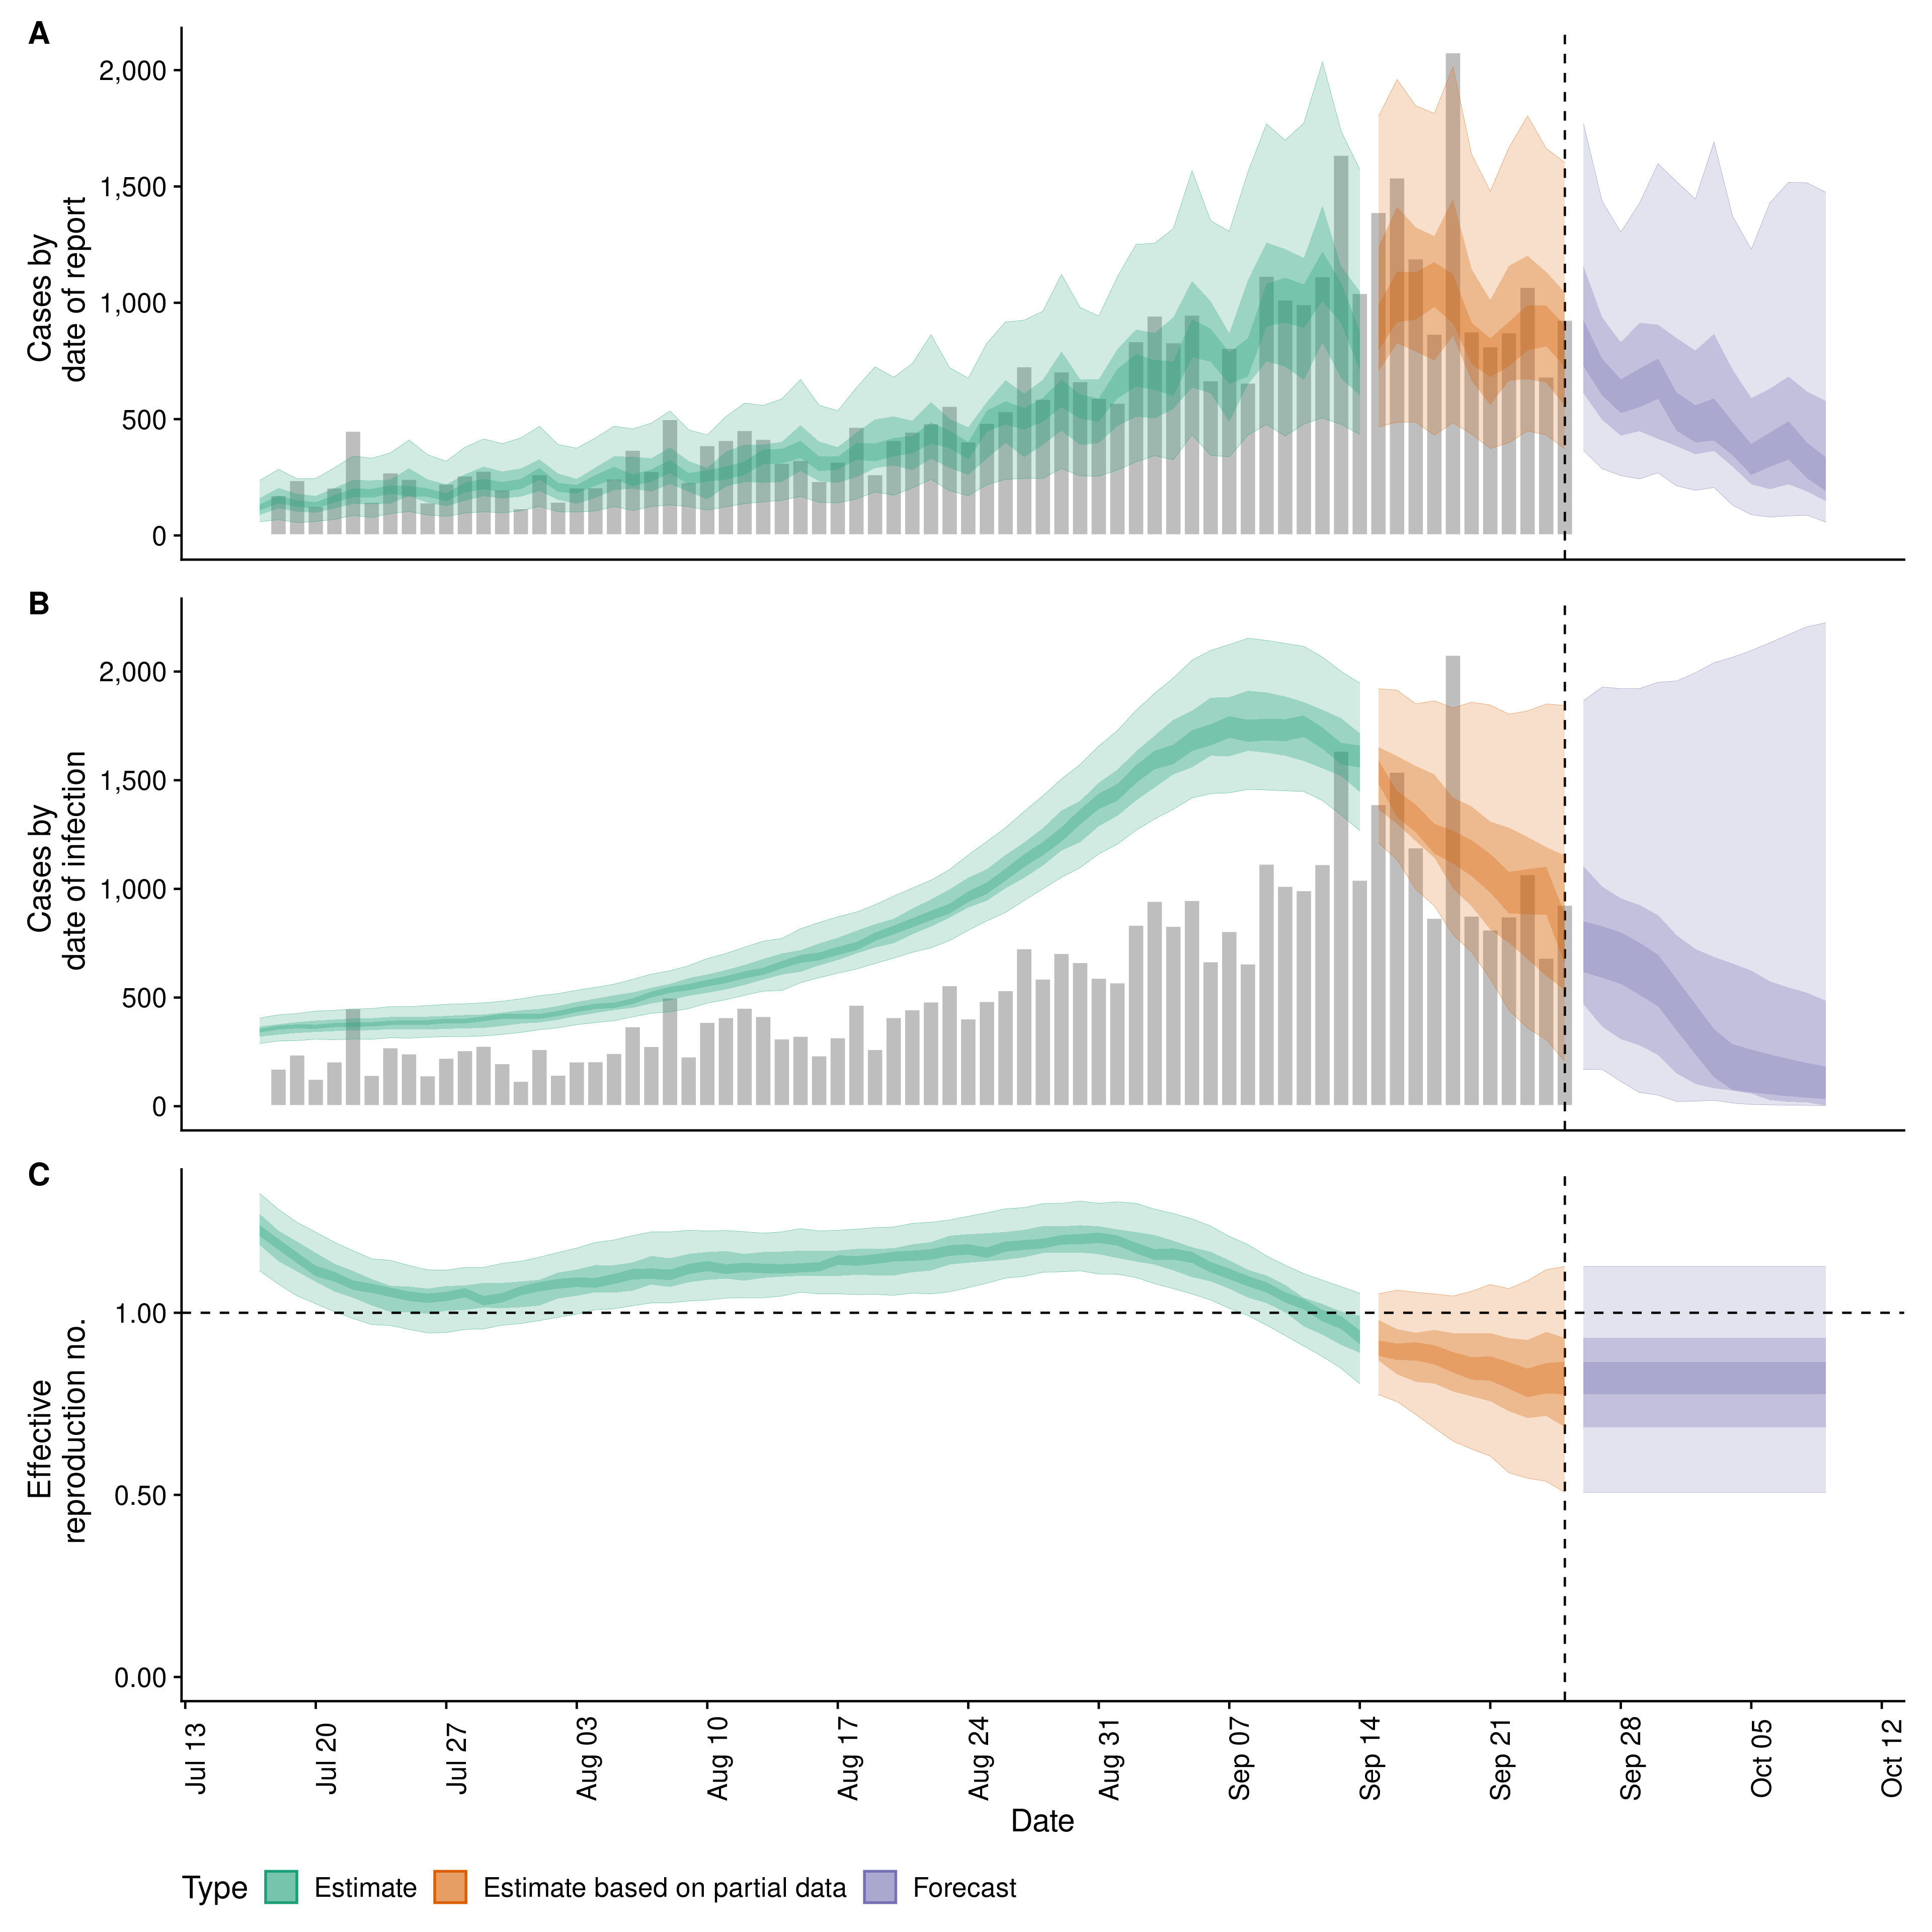 A
Cases by
date of report
2,000
1,500
1,000
500
0
B
Cases by
date of infection
2,000
1,500
1,000
500
0
C
Effective
reproduction no.
1.00
0.50
0.00
Jul 13
Jul 20
Jul 27
Aug 03
Aug 10
Aug 17
Aug 24
Aug 31
Sep 07
Sep 14
Sep 21
Sep 28
Oct 05
Oct 12
Date
Type Estimate Estimate based on partial data Forecast